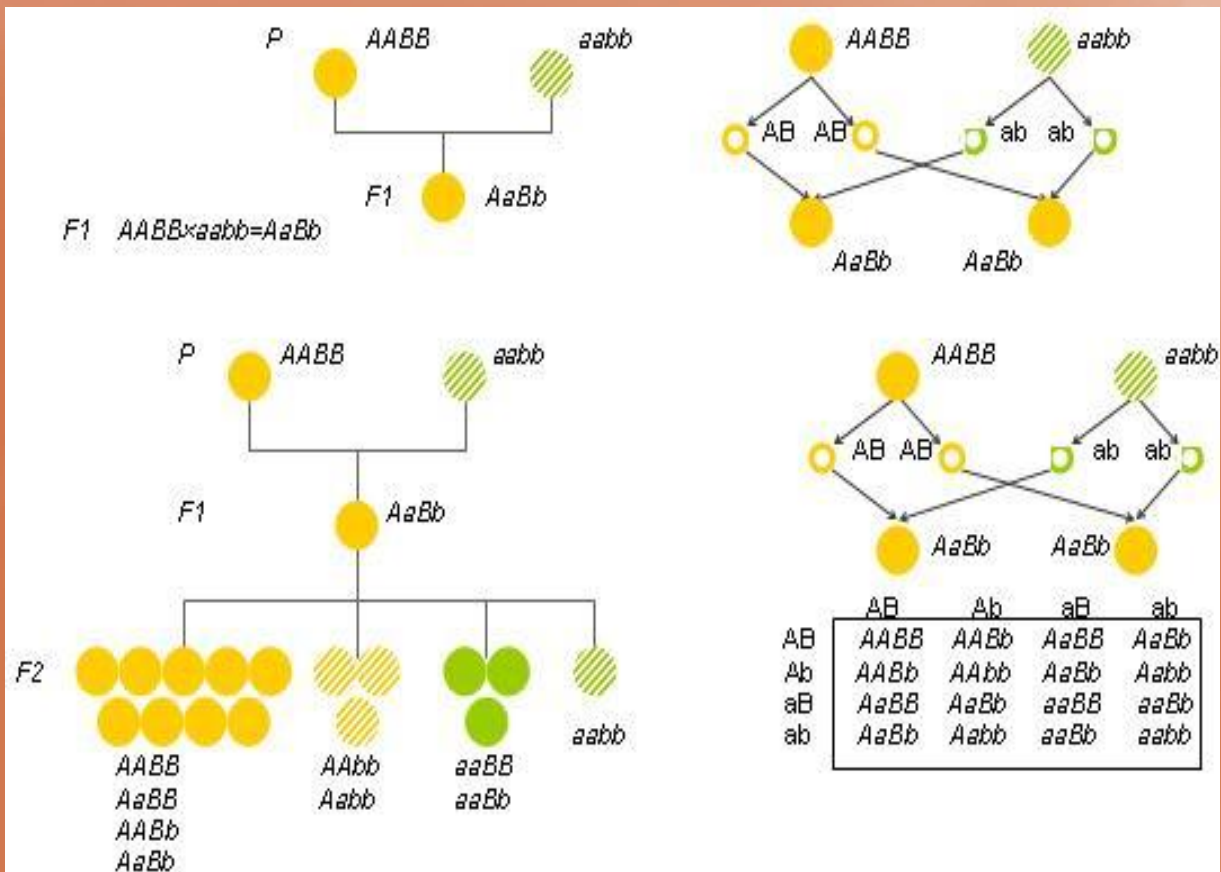 P AABB aabb
F1 AaBb
F1 AABB×aabb=AaBb
AABB aabb
AB AB ab ab
AaBb AaBb
P AABB aabb
F1 AaBb
F2
AABB AAbb aaBB aabb
AaBB Aabb aaBb
AABb
AaBb
AABB aabb
AB AB ab ab
AaBb AaBb
AB Ab aB ab
AB AABB AABb AaBB AaBb
Ab AABb AAbb AaBb Aabb
aB AaBB AaBb aaBB aaBb
ab AaBb Aabb aaBb aabb